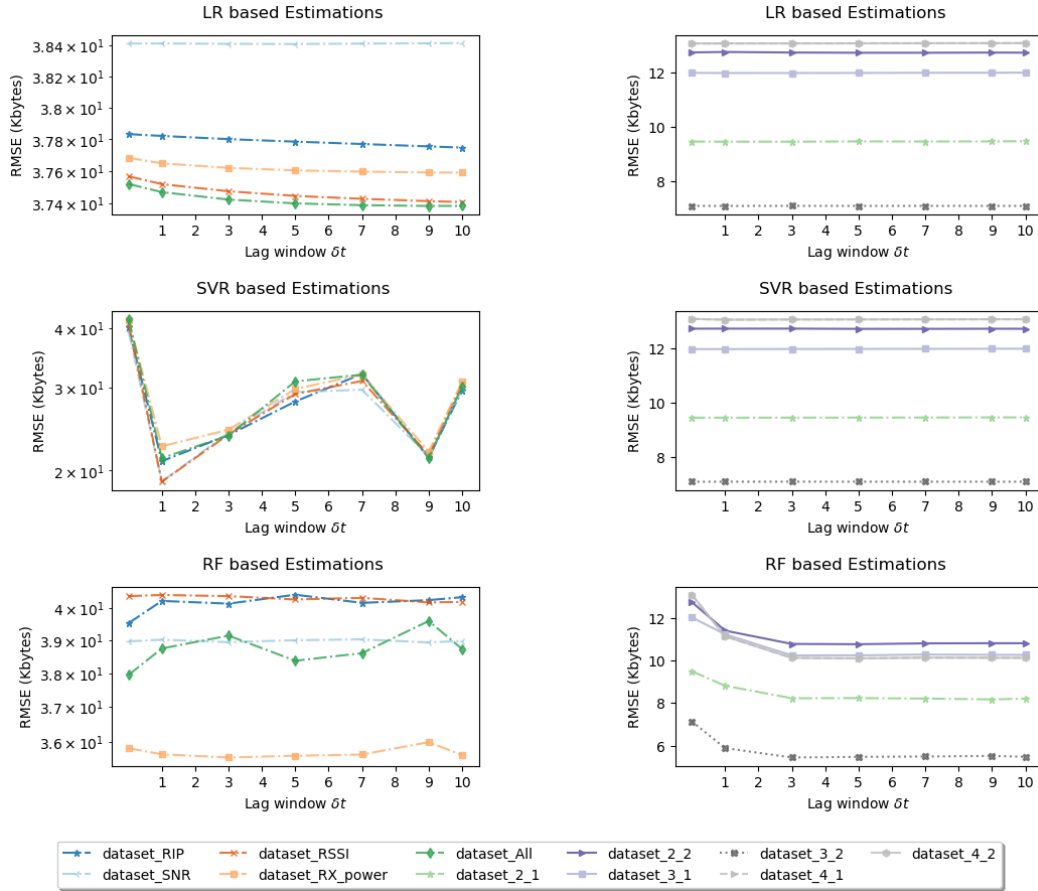 LR based Estimations
RMSE (Kbytes)
3.84 × 10¹
3.82 × 10¹
3.8 × 10¹
3.78 × 10¹
3.76 × 10¹
3.74 × 10¹
1 2 3 4 5 6 7 8 9 10
Lag window δt
LR based Estimations
RMSE (Kbytes)
12
10
8
1 2 3 4 5 6 7 8 9 10
Lag window δt
SVR based Estimations
RMSE (Kbytes)
4 × 10¹
3 × 10¹
2 × 10¹
1 2 3 4 5 6 7 8 9 10
Lag window δt
SVR based Estimations
RMSE (Kbytes)
12
10
8
1 2 3 4 5 6 7 8 9 10
Lag window δt
RF based Estimations
RMSE (Kbytes)
4 × 10¹
3.9 × 10¹
3.8 × 10¹
3.7 × 10¹
3.6 × 10¹
1 2 3 4 5 6 7 8 9 10
Lag window δt
RF based Estimations
RMSE (Kbytes)
12
10
8
6
1 2 3 4 5 6 7 8 9 10
Lag window δt
dataset_RIP dataset_RSSI dataset_All dataset_2_2 dataset_3_2 dataset_4_2
dataset_SNR dataset_RX_power dataset_2_1 dataset_3_1 dataset_4_1